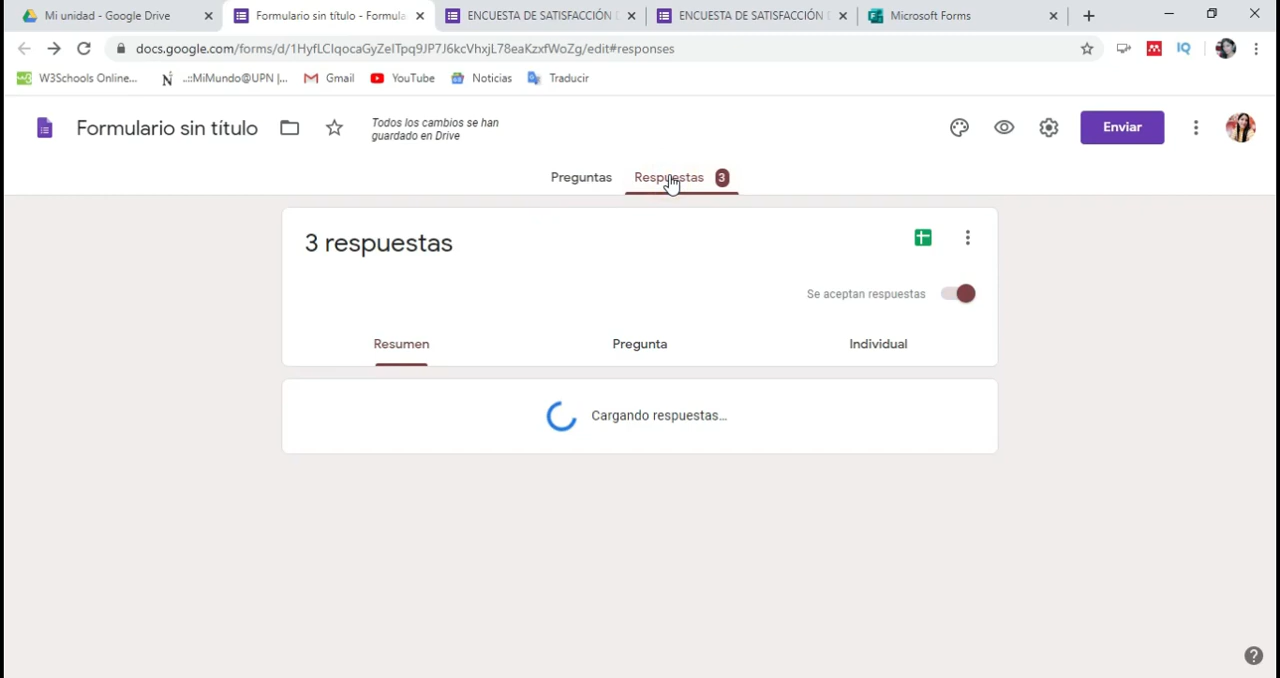 Mi unidad - Google Drive
Formulario sin título - Formula
ENCUESTA DE SATISFACCIÓN
ENCUESTA DE SATISFACCIÓN
Microsoft Forms
docs.google.com/forms/d/1HyfLCIqocaGyZeITpq9JP7J6kcVhxjL78eaKzxfWoZg/edit#responses
IQ
W3Schools Online...
..::MiMundo@UPN |...
Gmail
YouTube
Noticias
Traducir
Formulario sin título
Todos los cambios se han
guardado en Drive
Enviar
Preguntas
Respuestas 3
3 respuestas
Se aceptan respuestas
Resumen
Pregunta
Individual
Cargando respuestas...